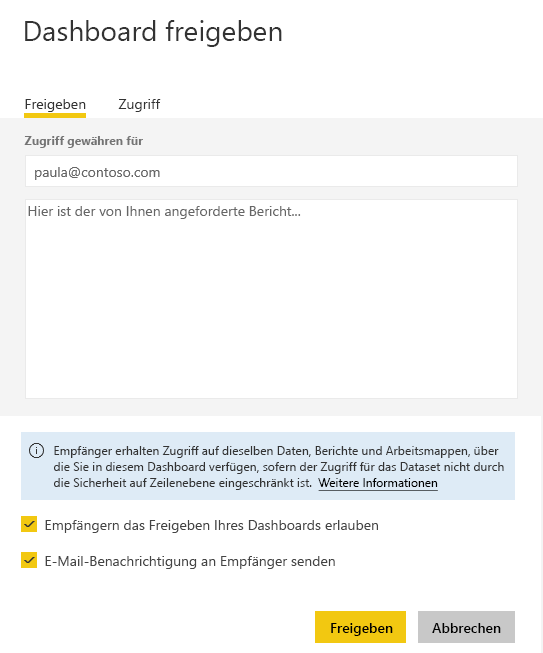 Dashboard freigeben
Freigeben Zugriff
Zugriff gewähren für
paula@contoso.com
Hier ist der von Ihnen angeforderte Bericht...
Empfänger erhalten Zugriff auf dieselben Daten, Berichte und Arbeitsmappen, über
die Sie in diesem Dashboard verfügen, sofern der Zugriff für das Dataset nicht durch
die Sicherheit auf Zeilenebene eingeschränkt ist. Weitere Informationen
Empfängern das Freigeben Ihres Dashboards erlauben
E-Mail-Benachrichtigung an Empfänger senden
Freigeben Abbrechen